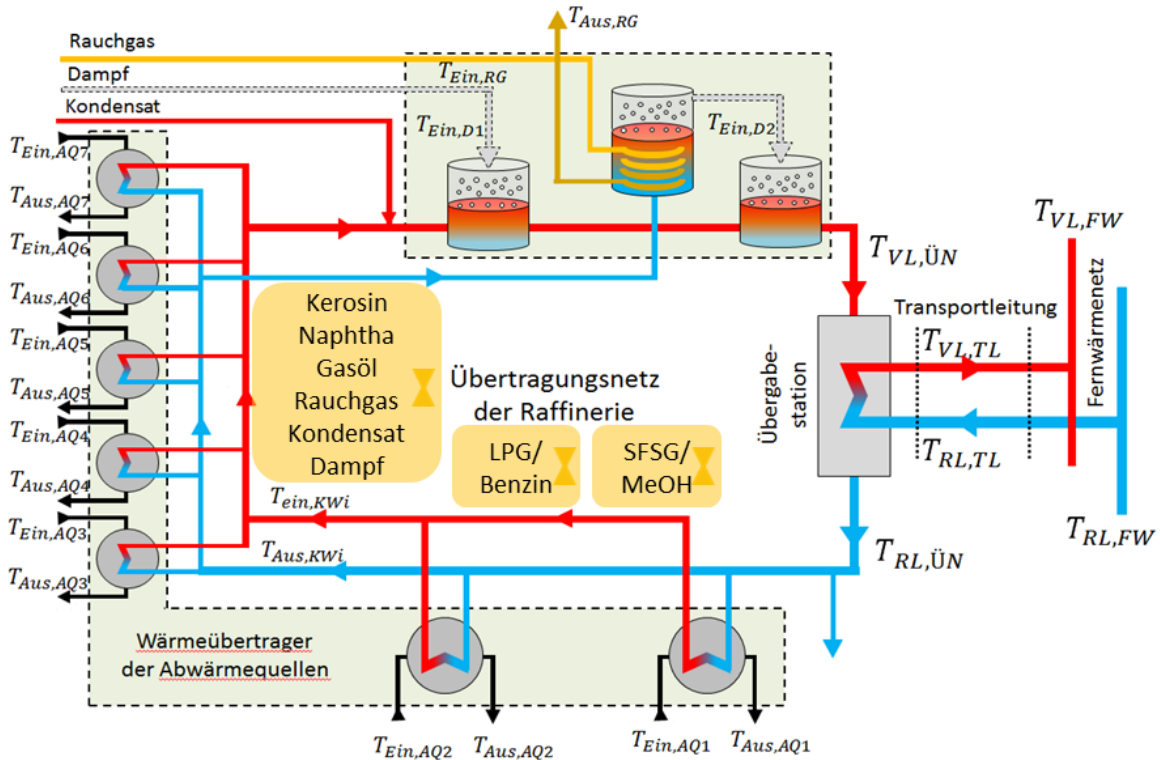 T_Aus,RG
Rauchgas
Dampf
T_Ein,RG
Kondensat
T_Ein,D1
T_Ein,D2
T_Ein,AQ7
T_Aus,AQ7
T_Ein,AQ6
T_Aus,AQ6
T_Ein,AQ5
T_Aus,AQ5
T_Ein,AQ4
T_Aus,AQ4
T_Ein,AQ3
T_Aus,AQ3
Kerosin
Naphtha
Gasöl
Rauchgas
Kondensat
Dampf
Übertragungsnetz
der Raffinerie
LPG/
Benzin
SFSG/
MeOH
T_ein,KWi
T_Aus,KWi
T_VL,ÜN
Übergabe-
station
T_RL,ÜN
Transportleitung
T_VL,TL
T_RL,TL
T_VL,FW
Fernwärmenetz
T_RL,FW
Wärmeübertrager
der Abwärmequellen
T_Ein,AQ2
T_Aus,AQ2
T_Ein,AQ1
T_Aus,AQ1